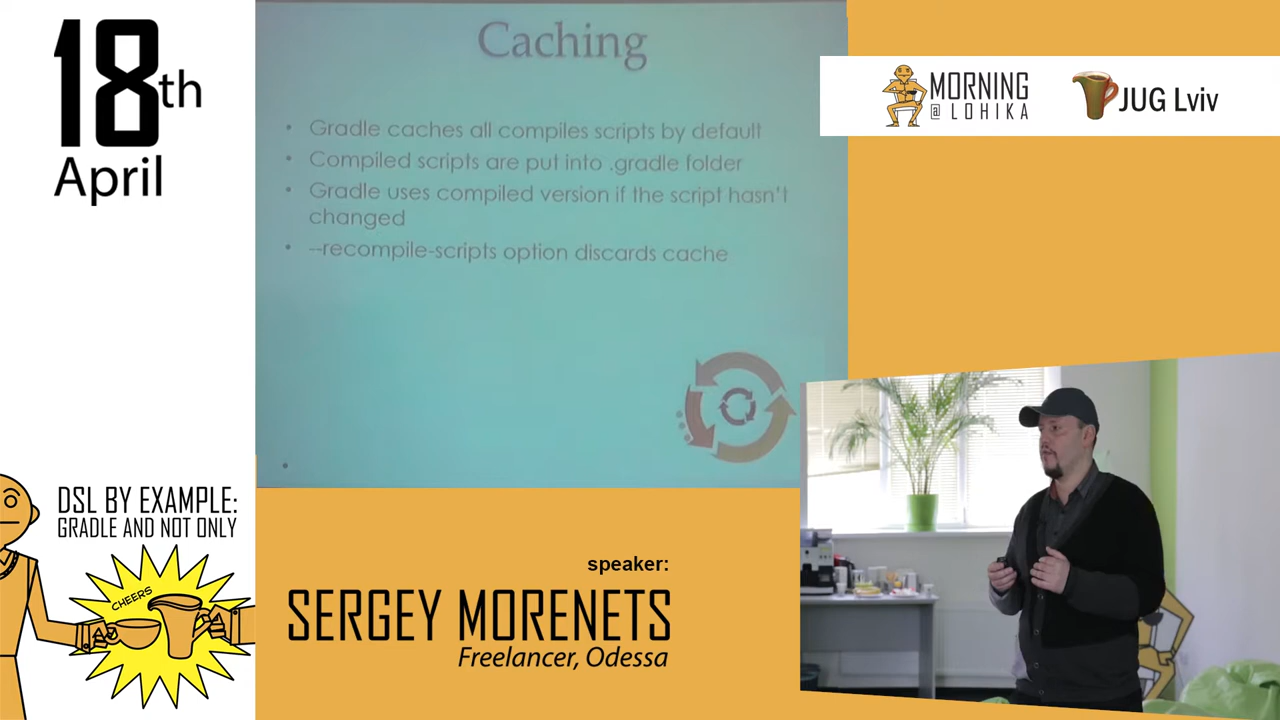 18th
April
Caching
• Gradle caches all compiles scripts by default
• Compiled scripts are put into .gradle folder
• Gradle uses compiled version if the script hasn't
changed
• --recompile-scripts option discards cache
MORNING
@ LOHIKA
JUG Lviv
DSL BY EXAMPLE:
GRADLE AND NOT ONLY
CHEERS
speaker:
SERGEY MORENETS
Freelancer, Odessa